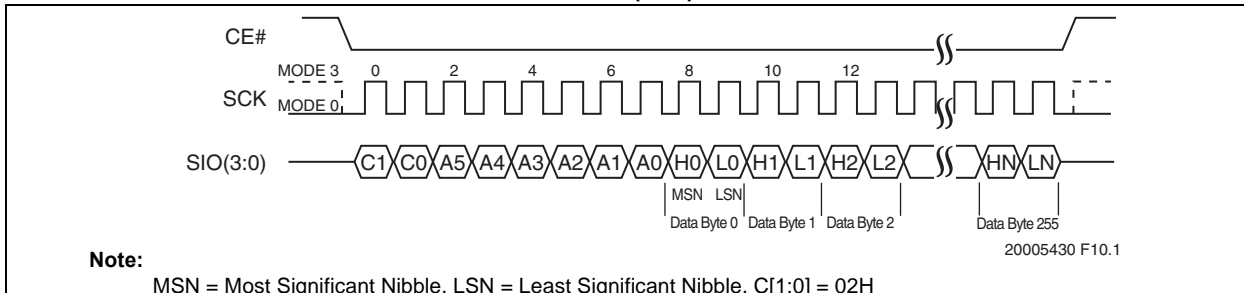 CE#
MODE 3 0 2 4 6 8 10 12
SCK MODE 0
SIO(3:0) C1 C0 A5 A4 A3 A2 A1 A0 H0 L0 H1 L1 H2 L2 HN LN
MSN LSN
Data Byte 0 Data Byte 1 Data Byte 2 Data Byte 255
20005430 F10.1
Note:
MSN = Most Significant Nibble, LSN = Least Significant Nibble, C[1:0] = 02H